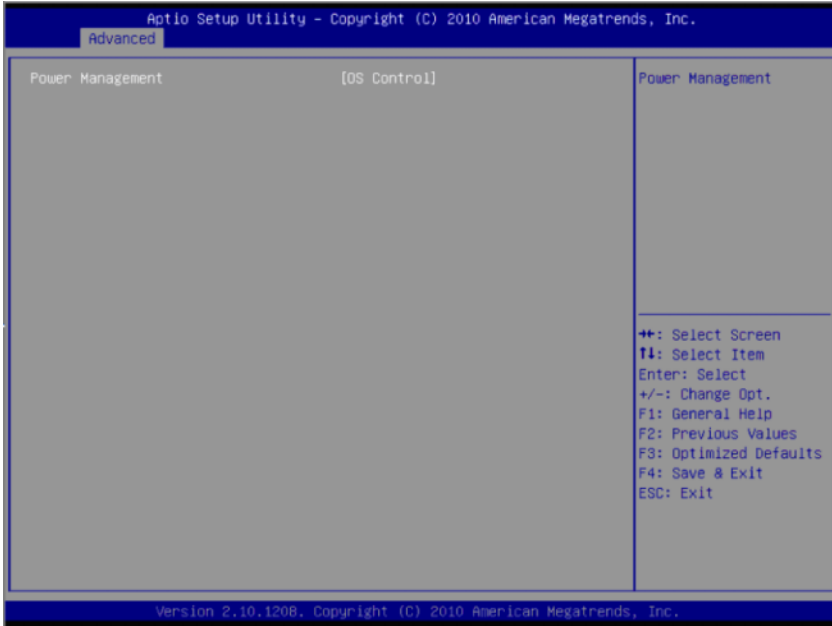 Aptio Setup Utility – Copyright (C) 2010 American Megatrends, Inc.
Advanced
Power Management [OS Control]
Power Management
→←: Select Screen
↑↓: Select Item
Enter: Select
+/-: Change Opt.
F1: General Help
F2: Previous Values
F3: Optimized Defaults
F4: Save & Exit
ESC: Exit
Version 2.10.1208. Copyright (C) 2010 American Megatrends, Inc.